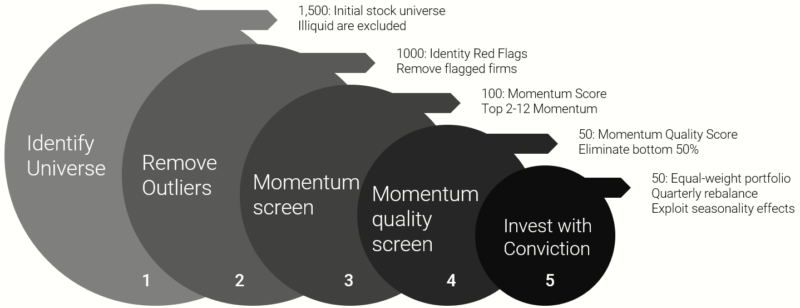 1,500: Initial stock universe
Illiquid are excluded
1000: Identity Red Flags
Remove flagged firms
100: Momentum Score
Top 2-12 Momentum
50: Momentum Quality Score
Eliminate bottom 50%
50: Equal-weight portfolio
Quarterly rebalance
Exploit seasonality effects
Identify
Universe
1
Remove
Outliers
2
Momentum
screen
3
Momentum
quality
screen
4
Invest with
Conviction
5